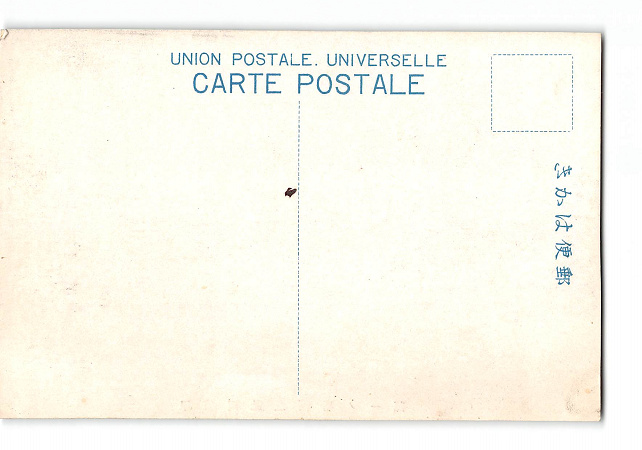 UNION POSTALE. UNIVERSELLE
CARTE POSTALE
郵便はかき